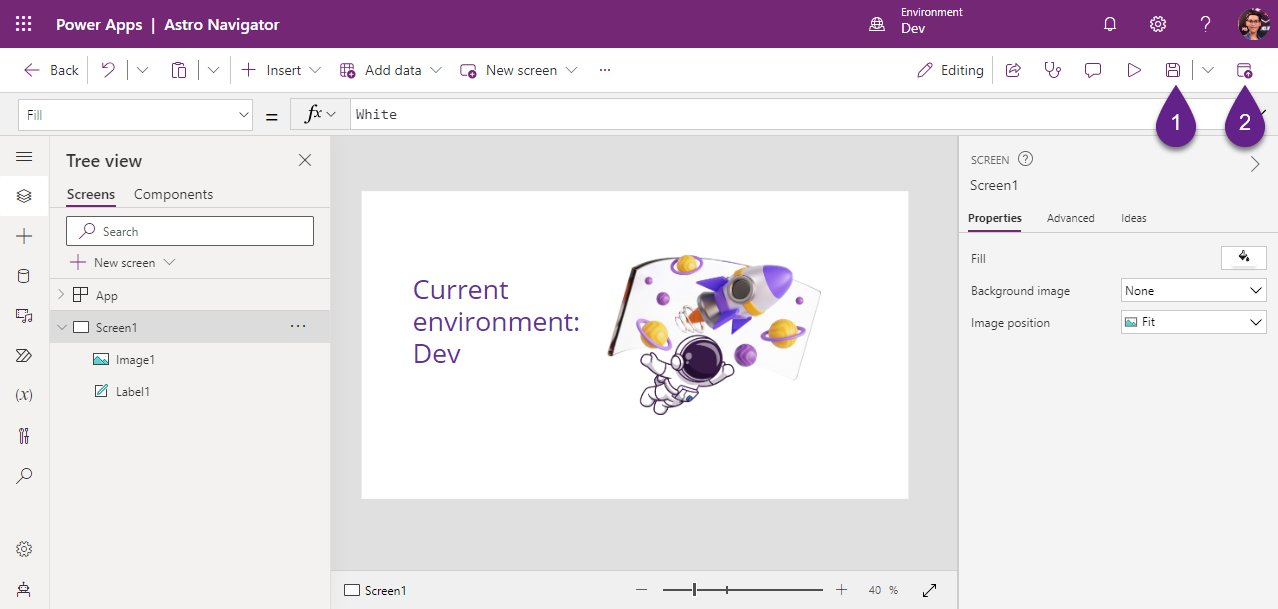 Power Apps | Astro Navigator
Environment
Dev
Back
Insert
Add data
New screen
Editing
Fill
=
fx
White
1
2
Tree view
Screens
Components
Search
New screen
App
Screen1
Image1
Label1
(x)
Current
environment:
Dev
SCREEN
Screen1
Properties
Advanced
Ideas
Fill
Background image
None
Image position
Fit
Screen1
40 %